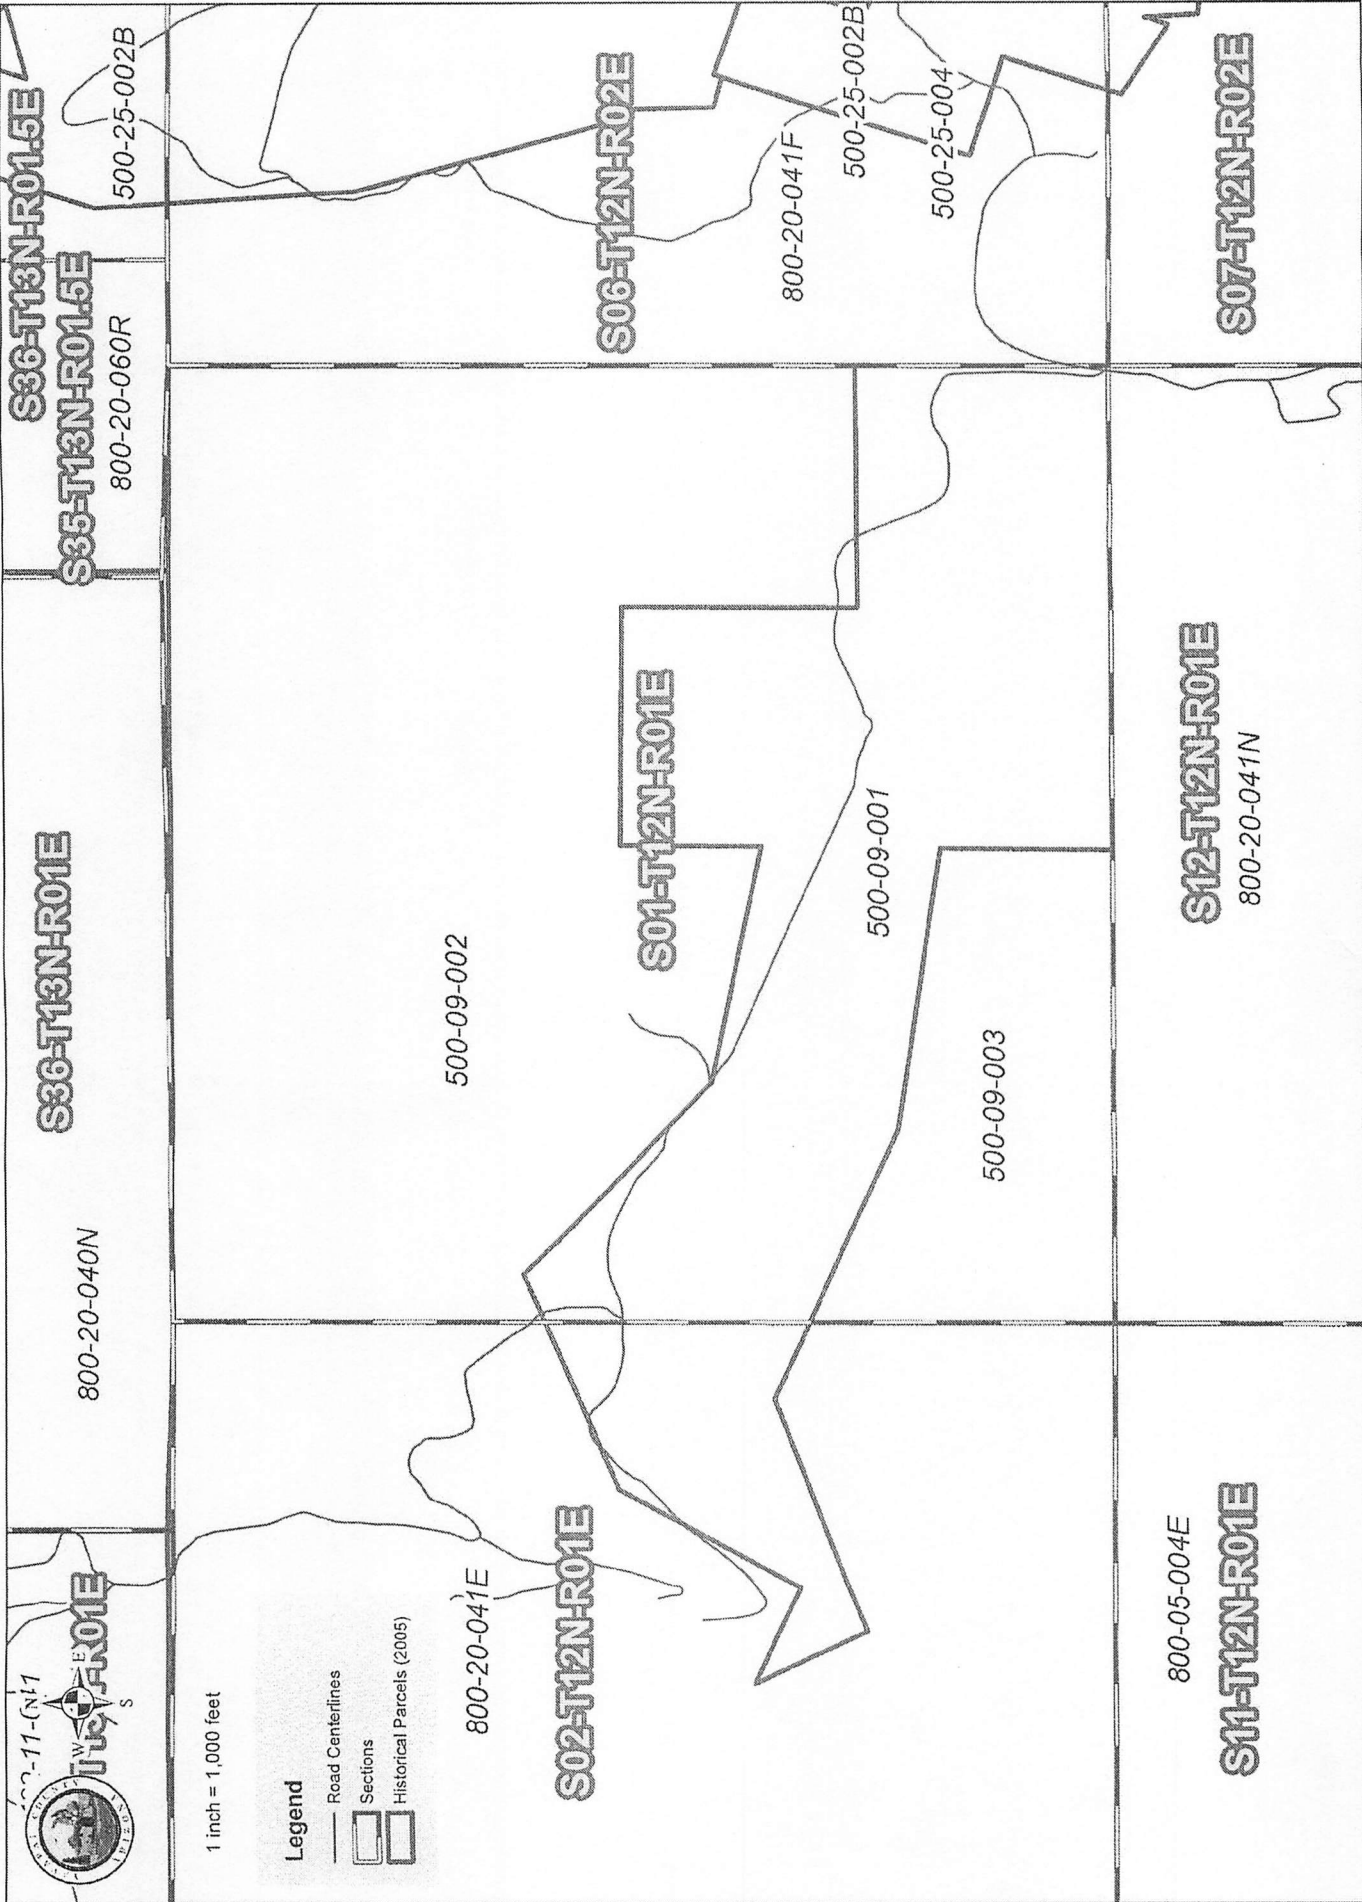 S36-T13N-R01E
S36-T13N-R01.5E
S35-T13N-R01.5E
800-20-040N
800-20-060R
500-25-002B
N
W
E
S
1 inch = 1,000 feet
Legend
Road Centerlines
Sections
Historical Parcels (2005)
500-09-002
800-20-041E
S02-T12N-R01E
S01-T12N-R01E
S06-T12N-R02E
800-20-041F
500-25-002B
500-09-001
500-25-004
500-09-003
800-05-004E
S11-T12N-R01E
S12-T12N-R01E
800-20-041N
S07-T12N-R02E